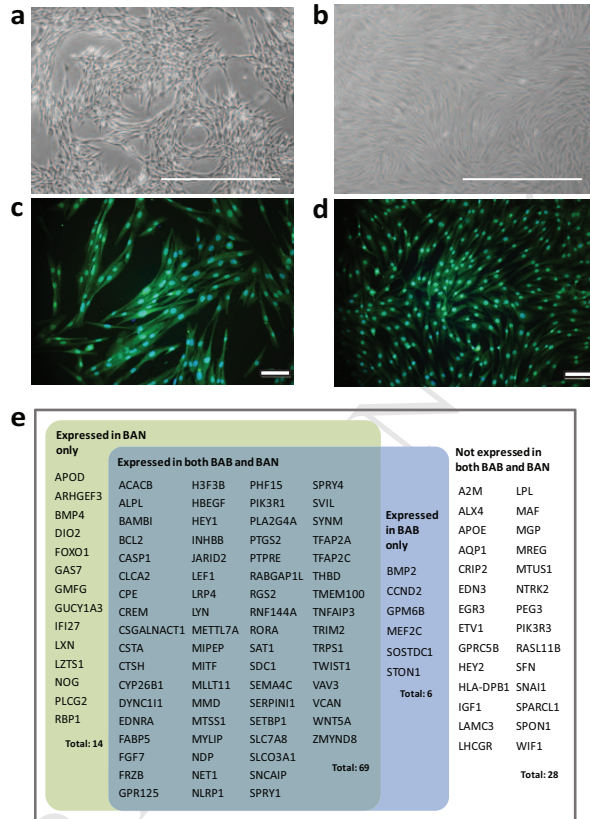 a
b
c
d
e
Expressed in BAN
only
APOD
ARHGEF3
BMP4
DIO2
FOXO1
GAS7
GMFG
GUCY1A3
IFI27
LXN
LZTS1
NOG
PLCG2
RBP1
Total: 14
Expressed in both BAB and BAN
ACACB
ALPL
BAMBI
BCL2
CASP1
CLCA2
CPE
CREM
CSGALNACT1
CSTA
CTSH
CYP26B1
DYNC1I1
EDNRA
FABP5
FGF7
FRZB
GPR125
H3F3B
HBEGF
HEY1
INHBB
JARID2
LEF1
LRP4
LYN
METTL7A
MIPEP
MITF
MLLT11
MMD
MTSS1
MYLIP
NDP
NET1
NLRP1
PHF15
PIK3R1
PLA2G4A
PTGS2
PTPRE
RABGAP1L
RGS2
RNF144A
RORA
SAT1
SDC1
SEMA4C
SERPINI1
SETBP1
SLC7A8
SLCO3A1
SNCAIP
SPRY1
SPRY4
SVIL
SYNM
TFAP2A
TFAP2C
THBD
TMEM100
TNFAIP3
TRIM2
TRPS1
TWIST1
VAV3
VCAN
WNT5A
ZMYND8
Total: 69
Expressed
in BAB
only
BMP2
CCND2
GPM6B
MEF2C
SOSTDC1
STON1
Total: 6
Not expressed in
both BAB and BAN
A2M
ALX4
APOE
AQP1
CRIP2
EDN3
EGR3
ETV1
GPRC5B
HEY2
HLA-DPB1
IGF1
LAMC3
LHCGR
LPL
MAF
MGP
MREG
MTUS1
NTRK2
PEG3
PIK3R3
RASL11B
SFN
SNAI1
SPARCL1
SPON1
WIF1
Total: 28